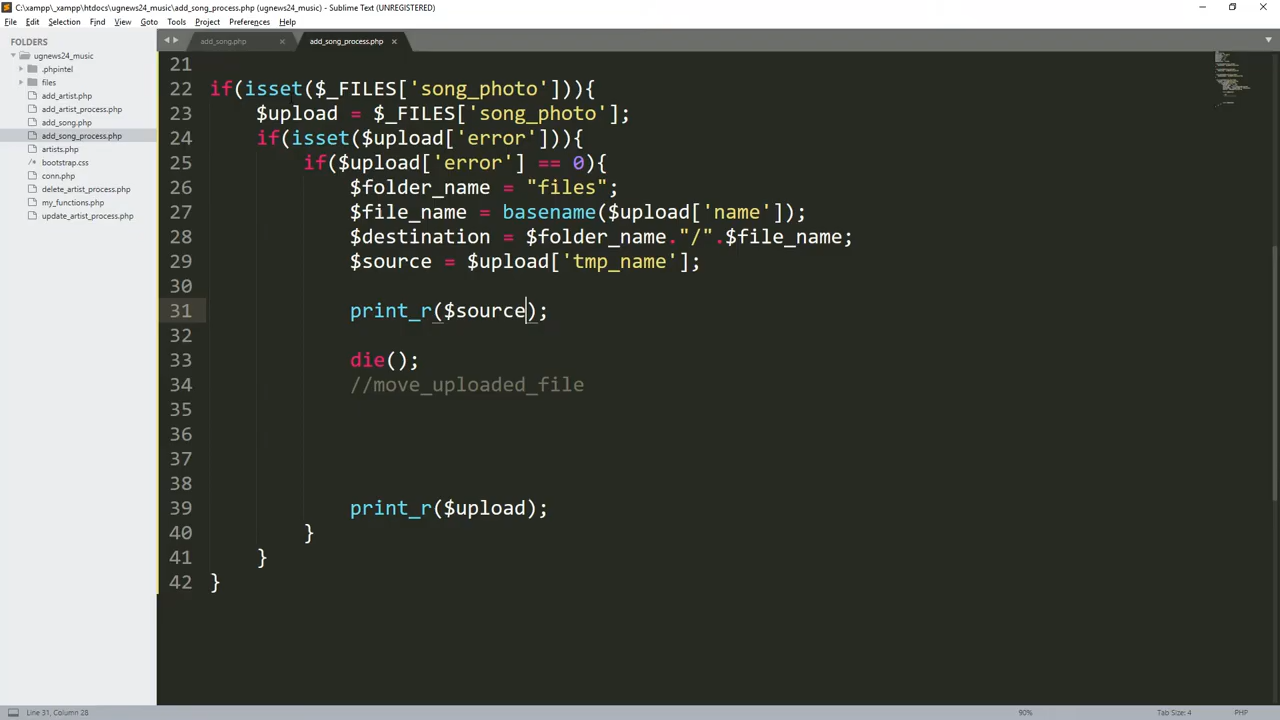 C:\xampp\htdocs\ugnews24_music\add_song_process.php (ugnews24_music) - Sublime Text (UNREGISTERED)
File Edit Selection Find View Goto Tools Project Preferences Help
FOLDERS
ugnews24_music
.phpintel
files
add_artist.php
add_artist_process.php
add_song.php
add_song_process.php
artists.php
bootstrap.css
conn.php
delete_artist_process.php
my_functions.php
update_artist_process.php
add_song.php add_song_process.php
21
22 if(isset($_FILES['song_photo'])){
23 $upload = $_FILES['song_photo'];
24 if(isset($upload['error'])){
25 if($upload['error'] == 0){
26 $folder_name = "files";
27 $file_name = basename($upload['name']);
28 $destination = $folder_name."/".$file_name;
29 $source = $upload['tmp_name'];
30
31 print_r($source);
32
33 die();
34 //move_uploaded_file
35
36
37
38
39 print_r($upload);
40 }
41 }
42 }
Line 31, Column 28 90% Tab Size: 4 PHP